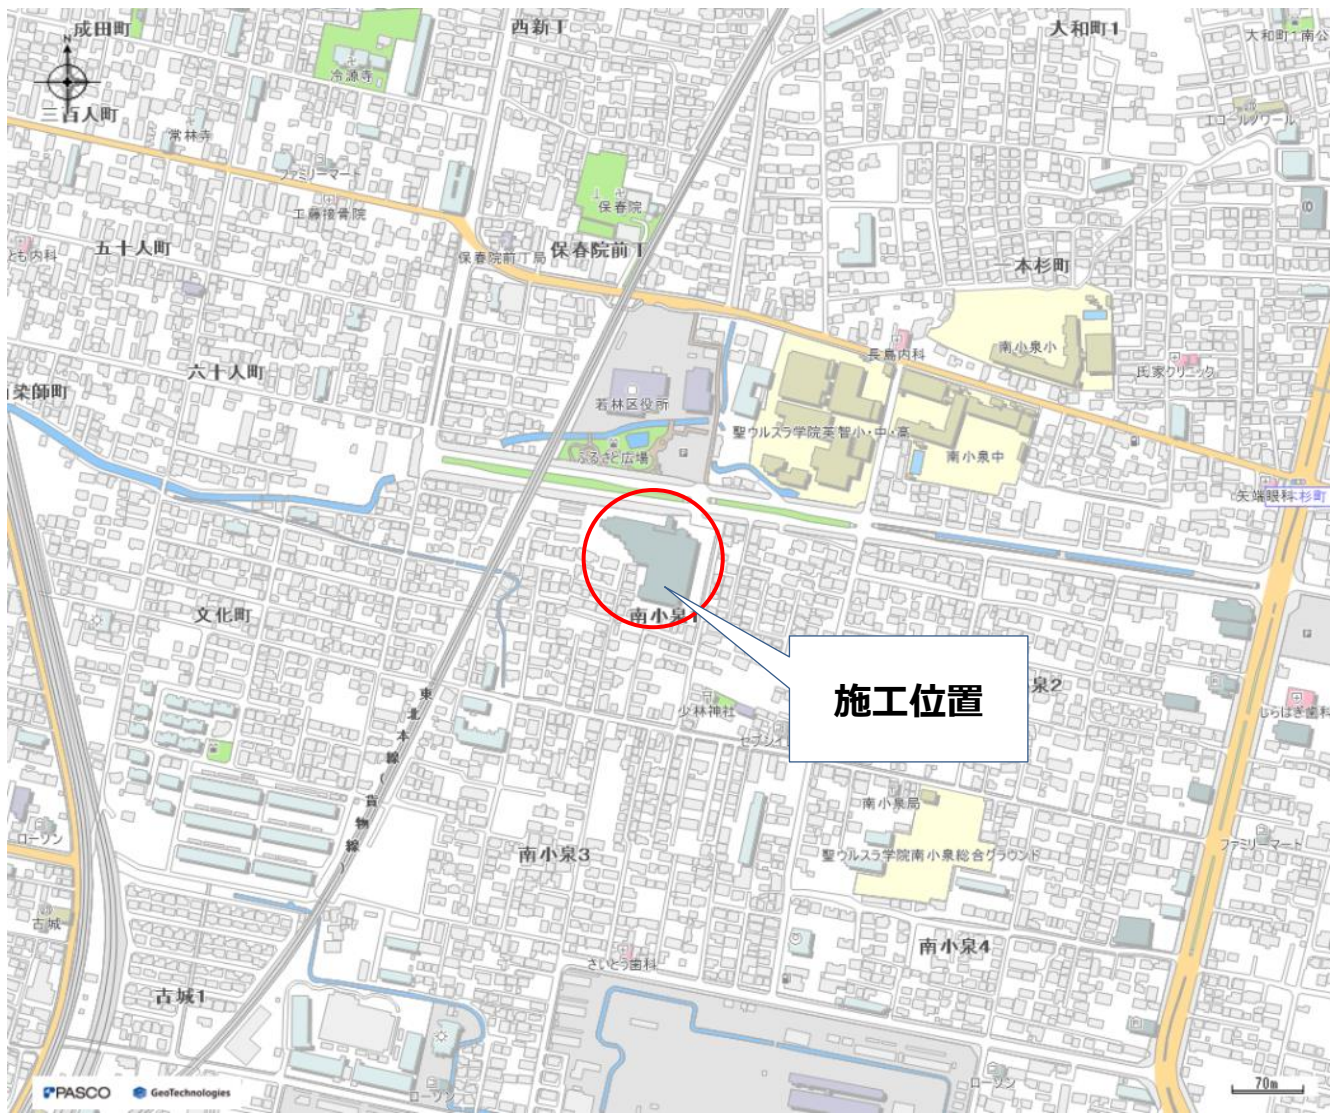 成田町
西新丁
大和町1
大和町1南公
N
冷源寺
三百人町
エコールノワール
常林寺
ファミリーマート
工藤接骨院
保春院
五十人町
とも内科
保春院前丁局
保春院前丁
本杉町
長島内科
南小泉小
氏家クリニック
六十人町
染師町
若林区役所
聖ウルスラ学院英智小・中・高
ふるさと広場
P
南小泉中
矢端眼科
杉町
文化町
南小泉1
P
施工位置
泉2
東北本線(貨物線)
少林神社
セブンイ
しらはぎ歯科
南小泉局
ローソン
南小泉3
聖ウルスラ学院南小泉総合グラウンド
ファミリーマート
古城
さいとう歯科
南小泉4
古城1
PASCO
GeoTechnologies
ローソン
ローソン
70m